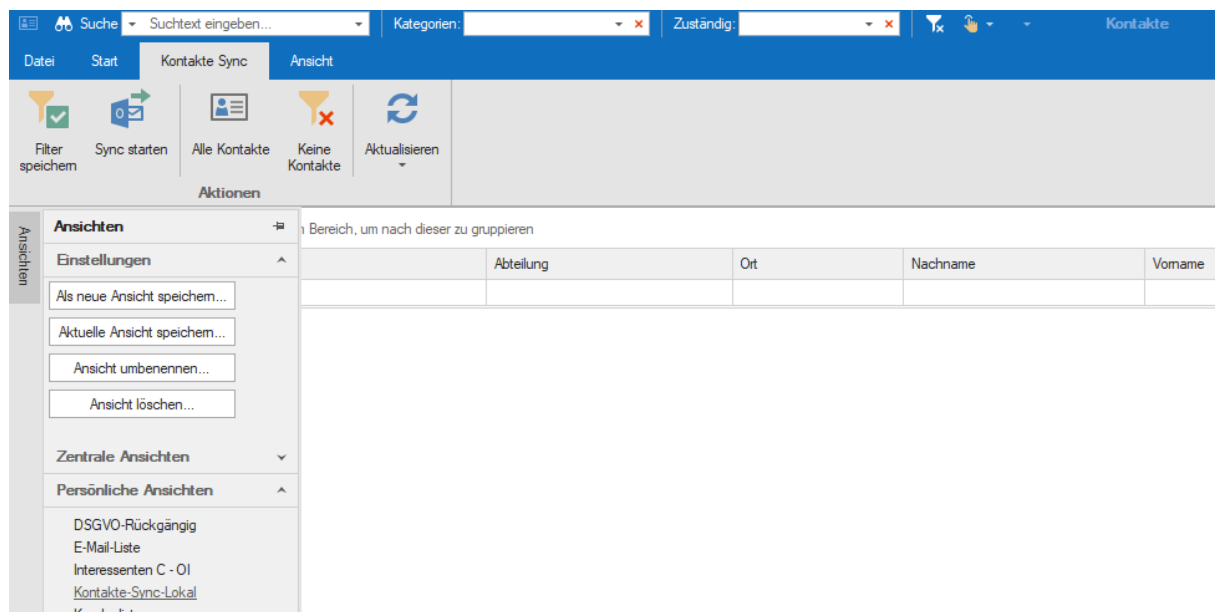 Suche Suchtext eingeben... Kategorien: Zuständig: Kontakte
Datei Start Kontakte Sync Ansicht
Filter speichern Sync starten Alle Kontakte Keine Kontakte Aktualisieren
Aktionen
Ansichten
Ansichten
Bereich, um nach dieser zu gruppieren
Einstellungen
Abteilung Ort Nachname Vorname
Als neue Ansicht speichern...
Aktuelle Ansicht speichern...
Ansicht umbenennen...
Ansicht löschen...
Zentrale Ansichten
Persönliche Ansichten
DSGVO-Rückgängig
E-Mail-Liste
Interessenten C - OI
Kontakte-Sync-Lokal